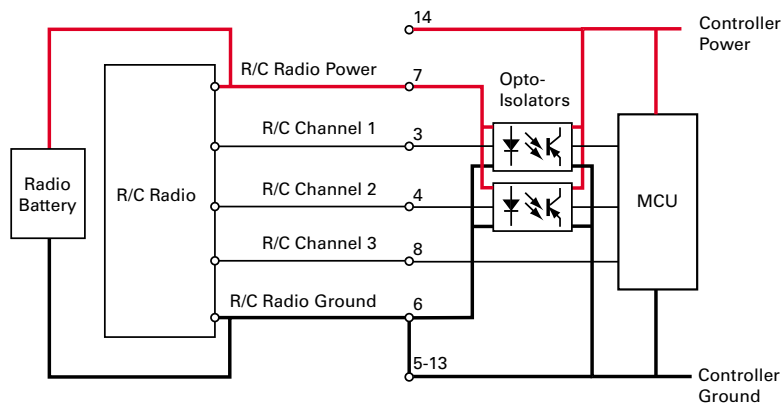 14
Controller
Power
R/C Radio Power
7
Opto-
Isolators
R/C Channel 1
3
Radio
Battery
R/C Radio
R/C Channel 2
4
MCU
R/C Channel 3
8
R/C Radio Ground
6
5-13
Controller
Ground